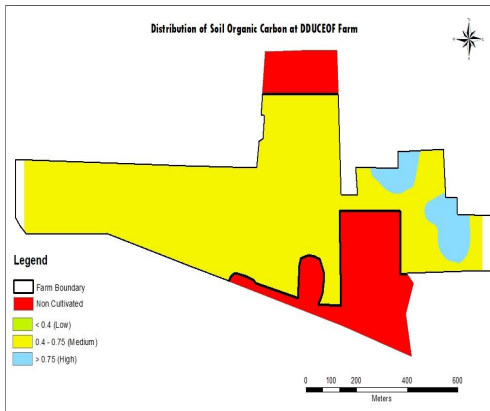 Distribution of Soil Organic Carbon at DDUCEOF Farm
N
Legend
Farm Boundary
Non Cultivated
< 0.4 (Low)
0.4 - 0.75 (Medium)
> 0.75 (High)
0 100 200 400 600
Meters